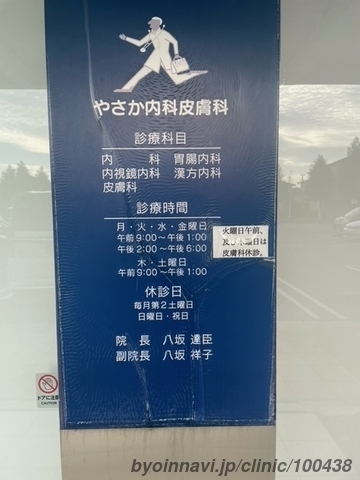 やさか内科皮膚科
診療科目
内　　科　胃腸内科
内視鏡内科　漢方内科
皮膚科
診療時間
月・火・水・金曜日
午前9:00～午後1:00
午後2:00～午後6:00
木・土曜日
午前9:00～午後1:00
火曜日午前、
及び木曜日は
皮膚科休診。
休診日
毎月第2土曜日
日曜日・祝日
院　長　八坂 達臣
副院長　八坂 祥子
ドアに注意
CAUTION
byoinnavi.jp/clinic/100438